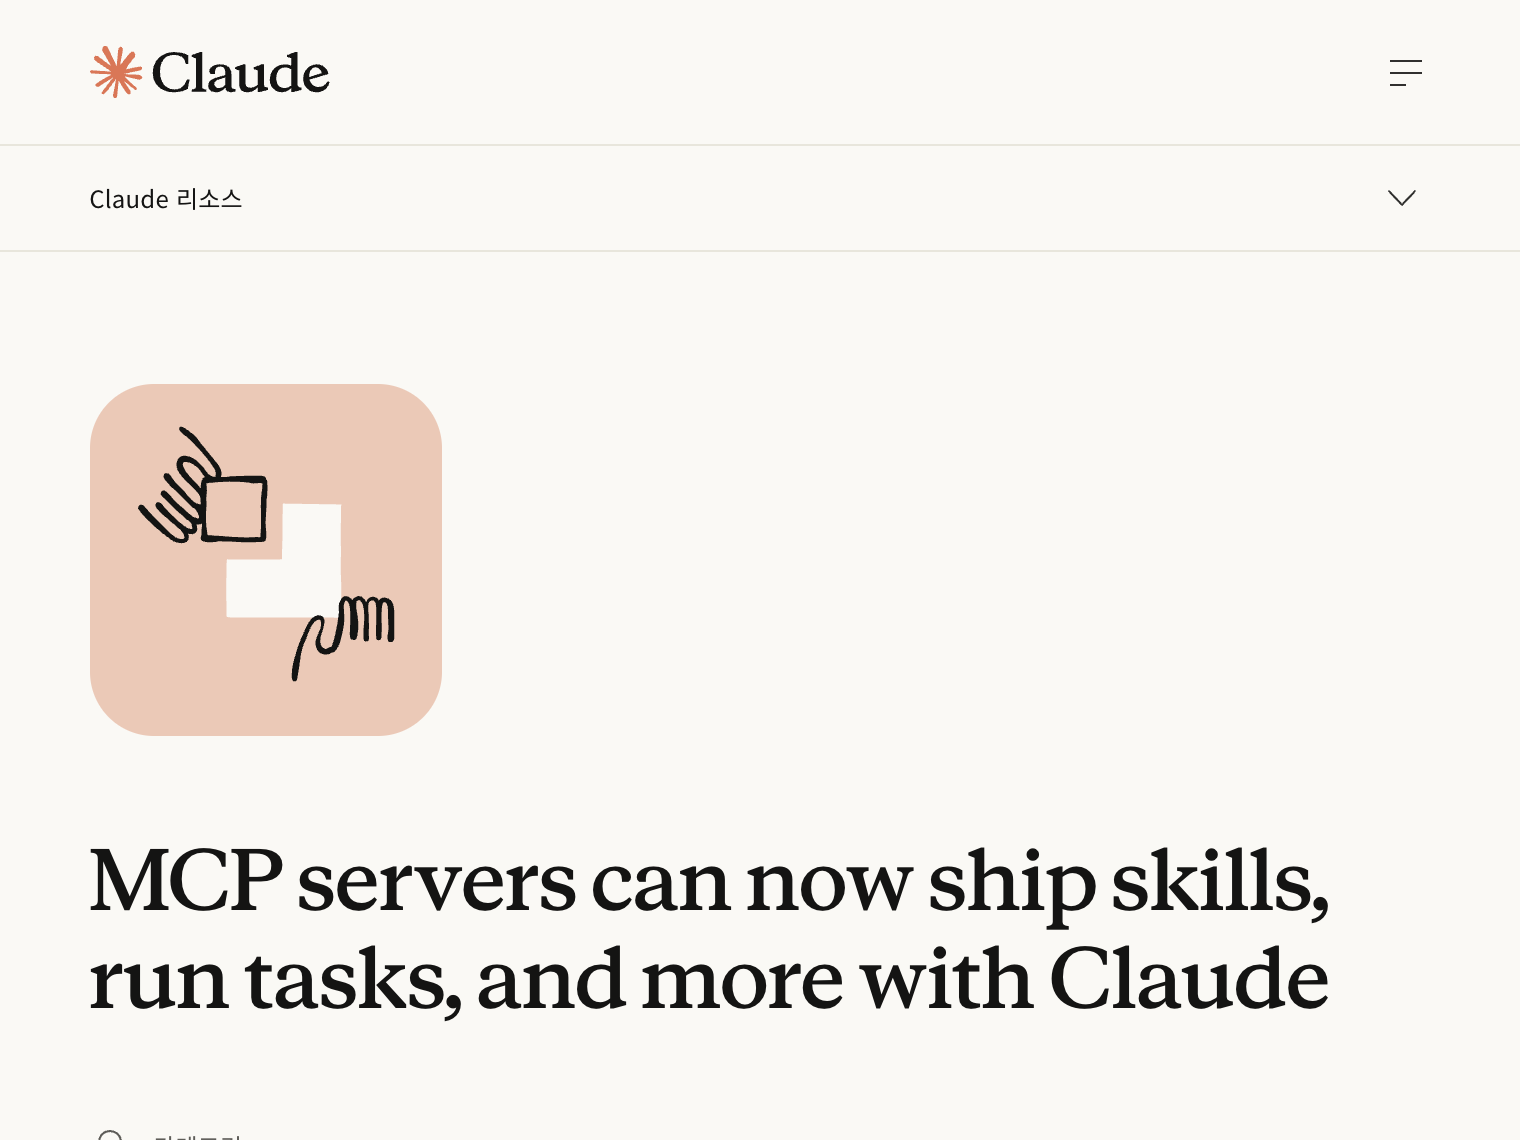 Claude
Claude 리소스
MCP servers can now ship skills,
run tasks, and more with Claude